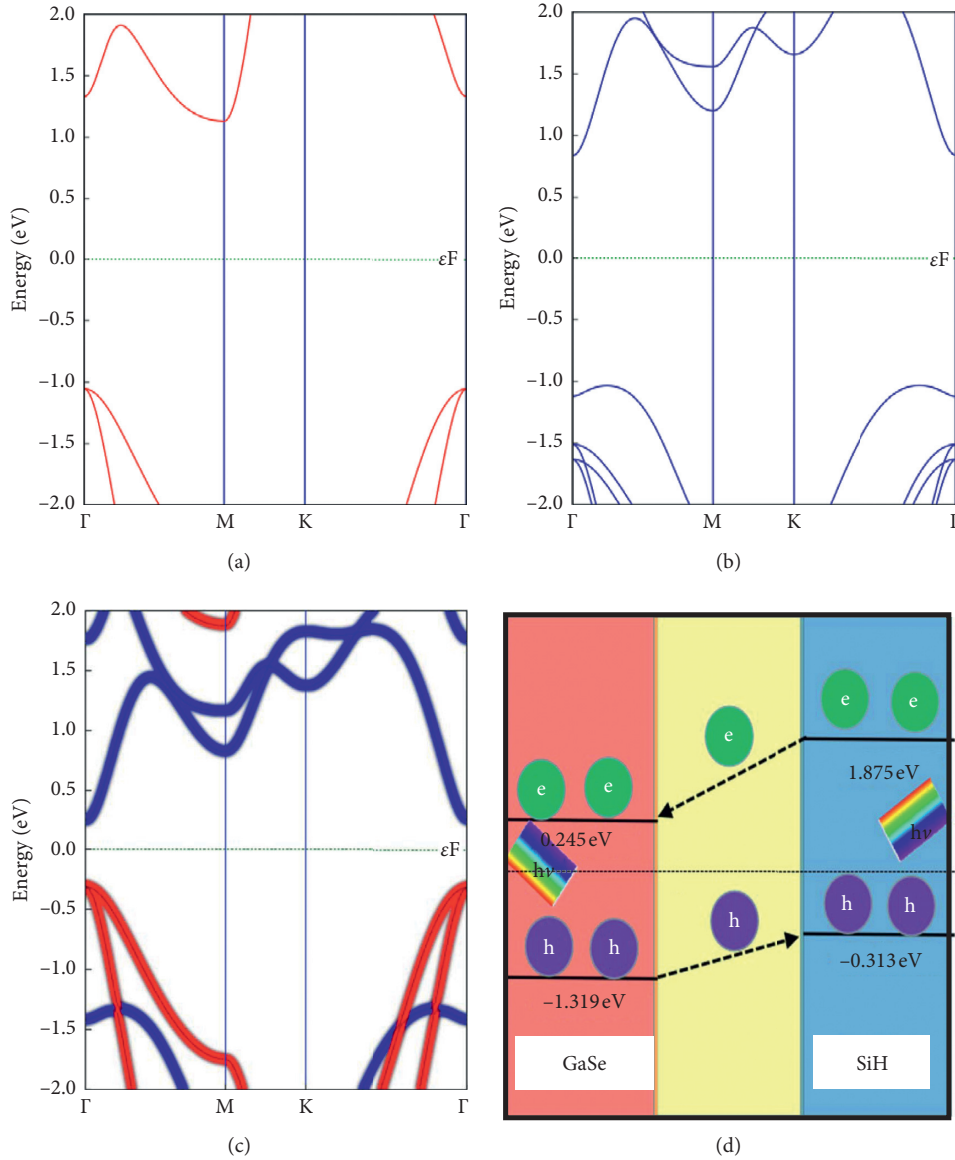 2.0
1.5
1.0
0.5
0.0
−0.5
−1.0
−1.5
−2.0
Energy (eV)
εF
Γ M K Γ
(a)
2.0
1.5
1.0
0.5
0.0
−0.5
−1.0
−1.5
−2.0
Energy (eV)
εF
Γ M K Γ
(b)
2.0
1.5
1.0
0.5
0.0
−0.5
−1.0
−1.5
−2.0
Energy (eV)
εF
Γ M K Γ
(c)
e e
e
1.875 eV
e e
0.245 eV
hν
hν
h h
h
−0.313 eV
h h
−1.319 eV
GaSe
SiH
(d)